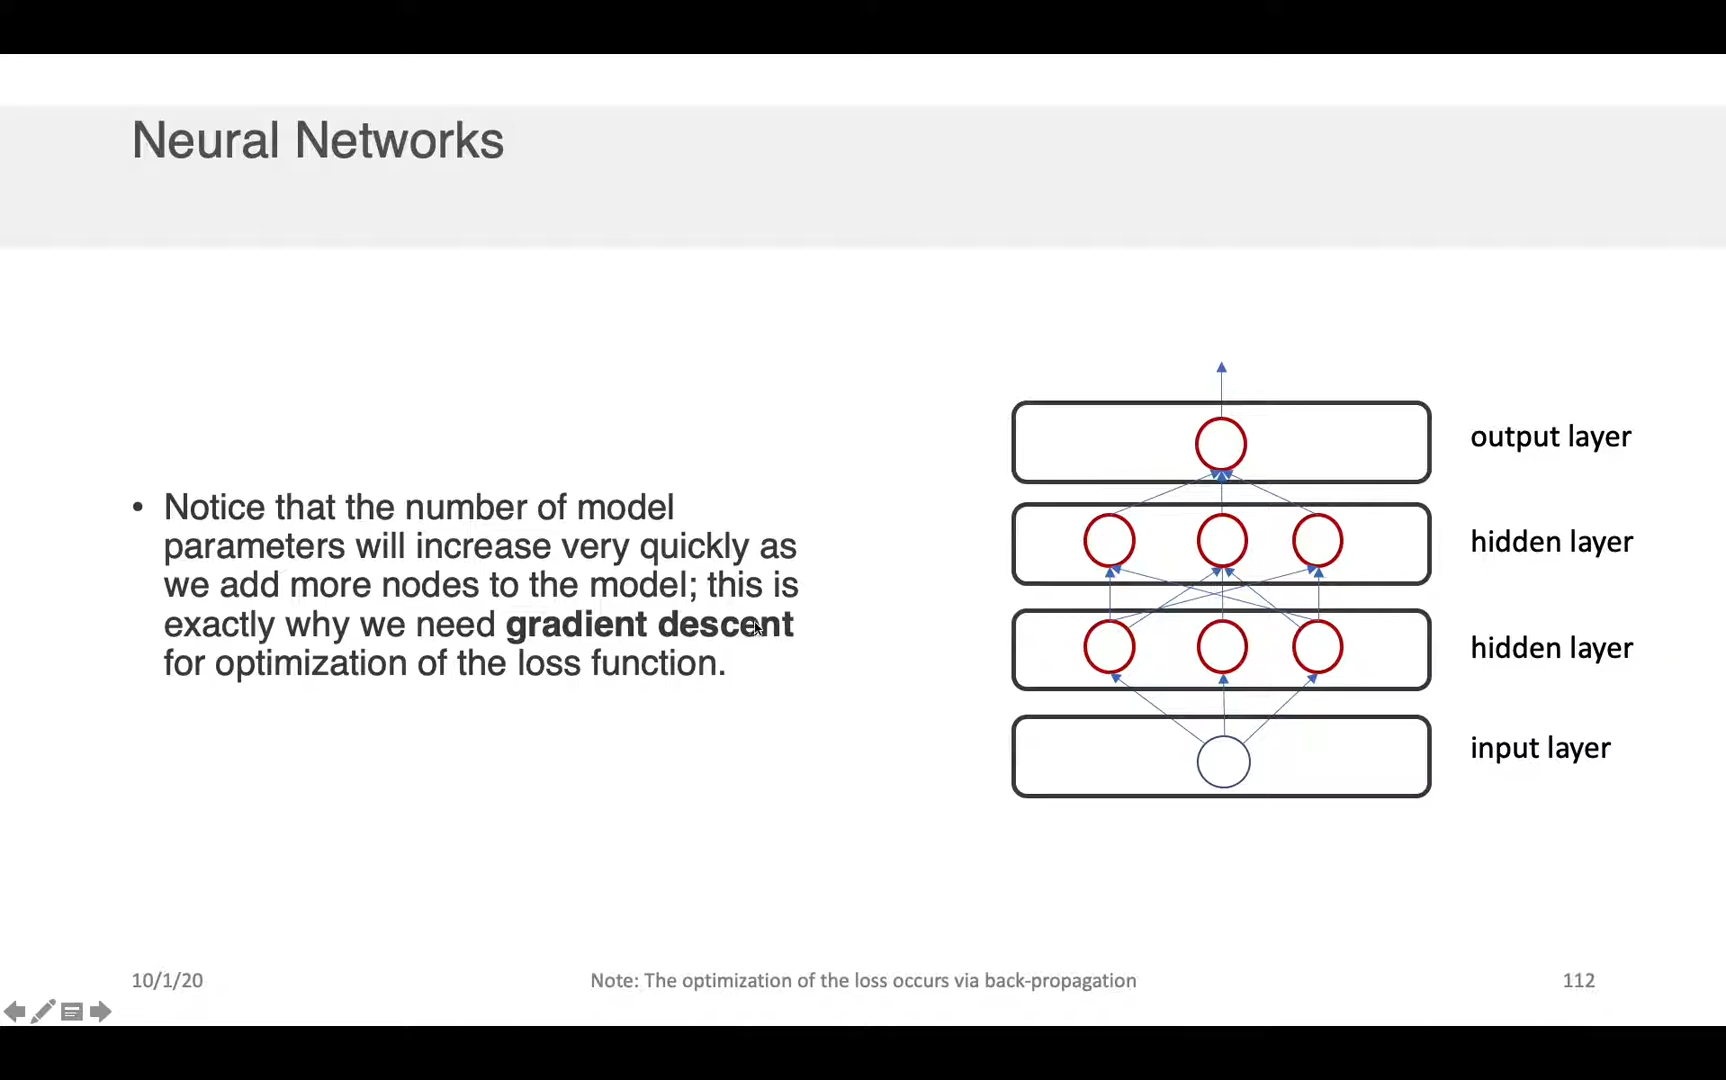 Neural Networks
• Notice that the number of model
parameters will increase very quickly as
we add more nodes to the model; this is
exactly why we need gradient descent
for optimization of the loss function.
output layer
hidden layer
hidden layer
input layer
10/1/20
Note: The optimization of the loss occurs via back-propagation
112